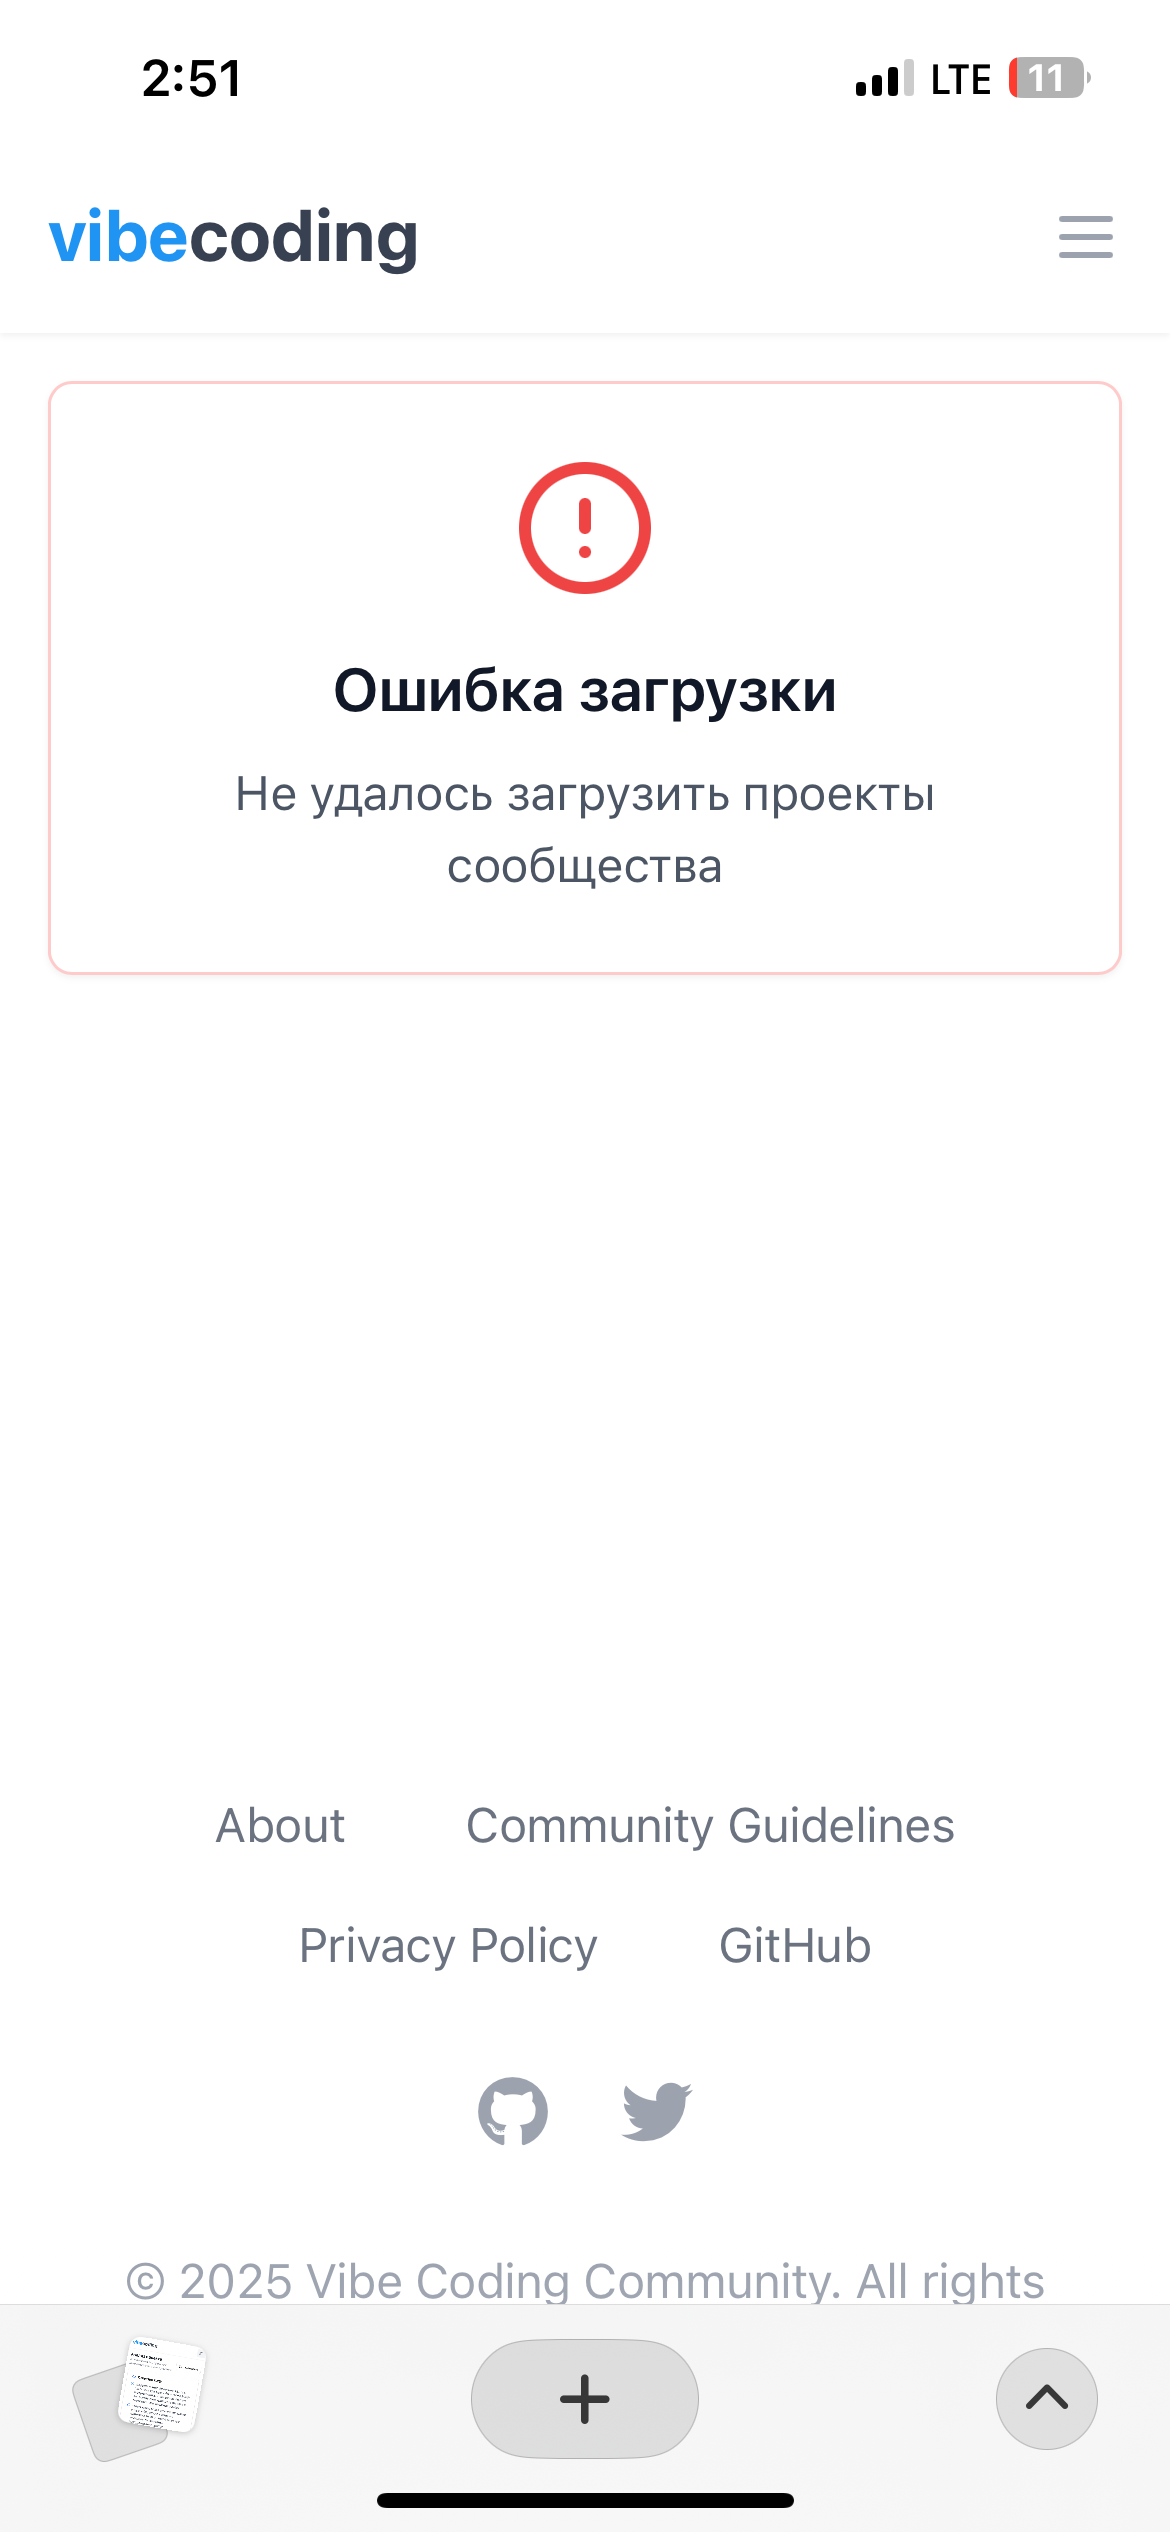 2:51
LTE 11
vibecoding
Ошибка загрузки
Не удалось загрузить проекты
сообщества
About Community Guidelines
Privacy Policy GitHub
© 2025 Vibe Coding Community. All rights
vibecoding